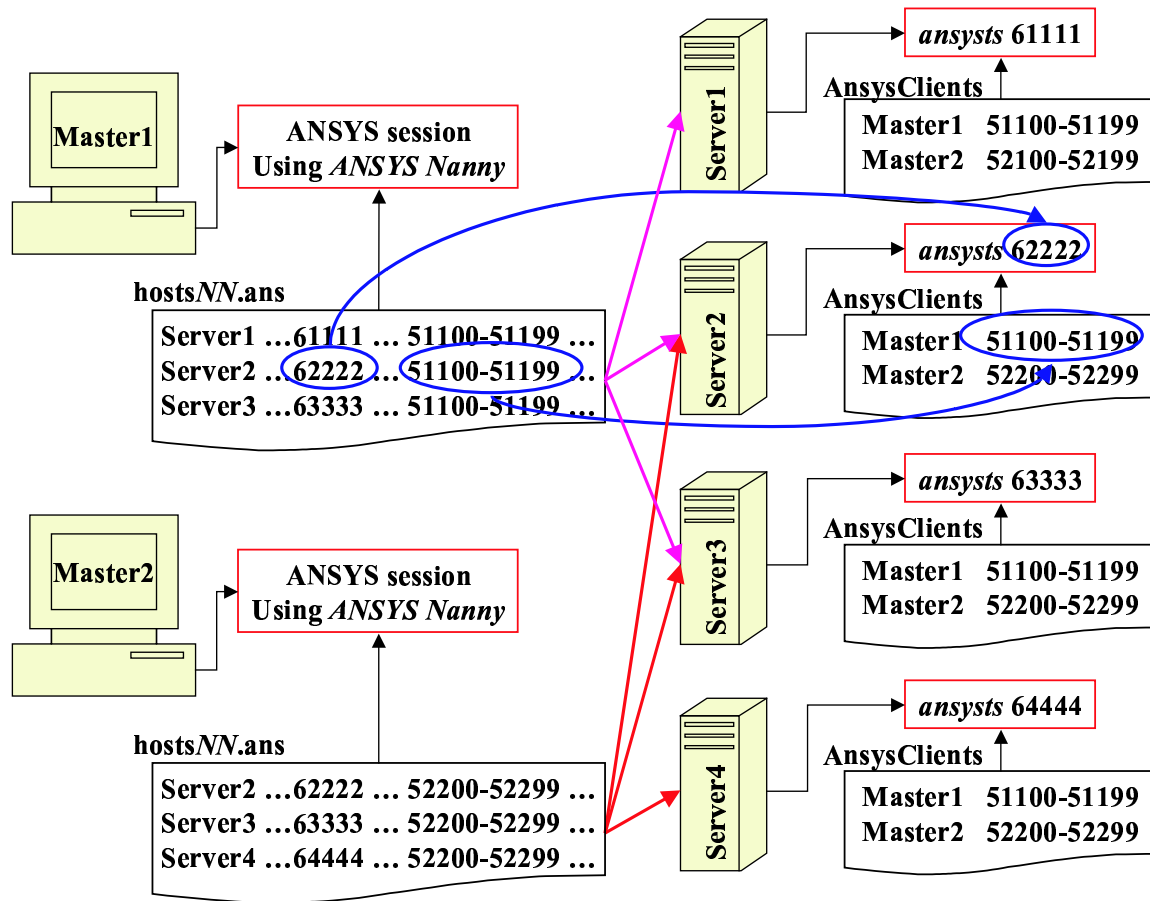 Master1
ANSYS session
Using ANSYS Nanny
hostsNN.ans
Server1 …61111 … 51100-51199 …
Server2 …62222 … 51100-51199 …
Server3 …63333 … 51100-51199 …
Master2
ANSYS session
Using ANSYS Nanny
hostsNN.ans
Server2 …62222 … 52200-52299 …
Server3 …63333 … 52200-52299 …
Server4 …64444 … 52200-52299 …
Server1
ansysts 61111
AnsysClients
Master1 51100-51199
Master2 52100-52199
Server2
ansysts 62222
AnsysClients
Master1 51100-51199
Master2 52200-52299
Server3
ansysts 63333
AnsysClients
Master1 51100-51199
Master2 52200-52299
Server4
ansysts 64444
AnsysClients
Master1 51100-51199
Master2 52200-52299